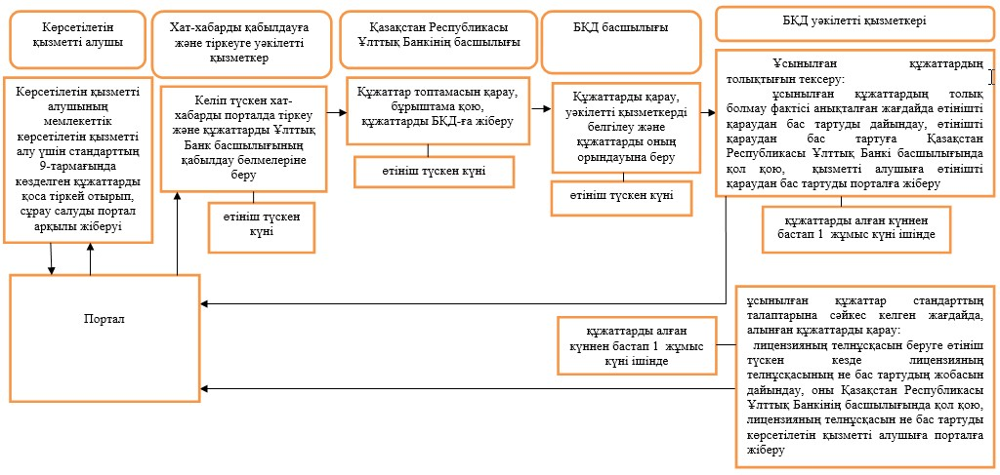 Көрсетілетін
қызметті алушы
Хат-хабарды қабылдауға
және тіркеуге уәкілетті
қызметкер
Қазақстан Республикасы
Ұлттық Банкінің басшылығы
БҚД басшылығы
БҚД уәкілетті қызметкері
Көрсетілетін қызметті
алушының
мемлекеттік
көрсетілетін қызметті
алу үшін стандарттың
9-тармағында
көзделген құжаттарды
қоса тіркей отырып,
сұрау салуды портал
арқылы жіберуі
Келіп түскен хат-
хабарды порталда тіркеу
және құжаттарды Ұлттық
Банк басшылығының
қабылдау бөлмелеріне
беру
өтініш түскен
күні
Құжаттар топтамасын қарау,
бұрыштама қою,
құжаттарды БҚД-ға жіберу
өтініш түскен күні
Құжаттарды қарау,
уәкілетті қызметкерді
белгілеу және
құжаттарды оның
орындауына беру
өтініш түскен күні
Ұсынылған құжаттардың
толықтығын тексеру:
ұсынылған құжаттардың толық
болмау фактісі анықталған жағдайда өтінішті
қараудан бас тартуды дайындау, өтінішті
қараудан бас тартуға Қазақстан
Республикасы Ұлттық Банкі басшылығында
қол қою, қызметті алушыға өтінішті
қараудан бас тартуды порталға жіберу
құжаттарды алған күннен
бастап 1 жұмыс күні ішінде
Портал
құжаттарды алған
күннен бастап 1 жұмыс
күні ішінде
ұсынылған құжаттар стандарттың
талаптарына сәйкес келген жағдайда,
алынған құжаттарды қарау:
лицензияның телнұсқасын беруге өтініш
түскен кезде лицензияның
телнұсқасының не бас тартудың жобасын
дайындау, оны Қазақстан Республикасы
Ұлттық Банкінің басшылығында қол қою,
лицензияның телнұсқасын не бас тартуды
көрсетілетін қызметті алушыға порталға
жіберу